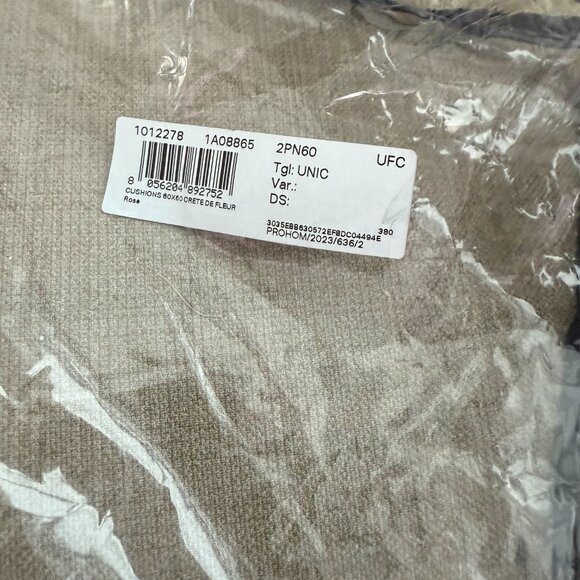 1012278 1A08865 2PN60 UFC
Tgl: UNIC
Var.:
DS:
8 056204 892752
CUSHIONS 60X60 CRETE DE FLEUR
Rose
380
3035EBB630572EF8DC04494E
PROHOM/2023/636/2